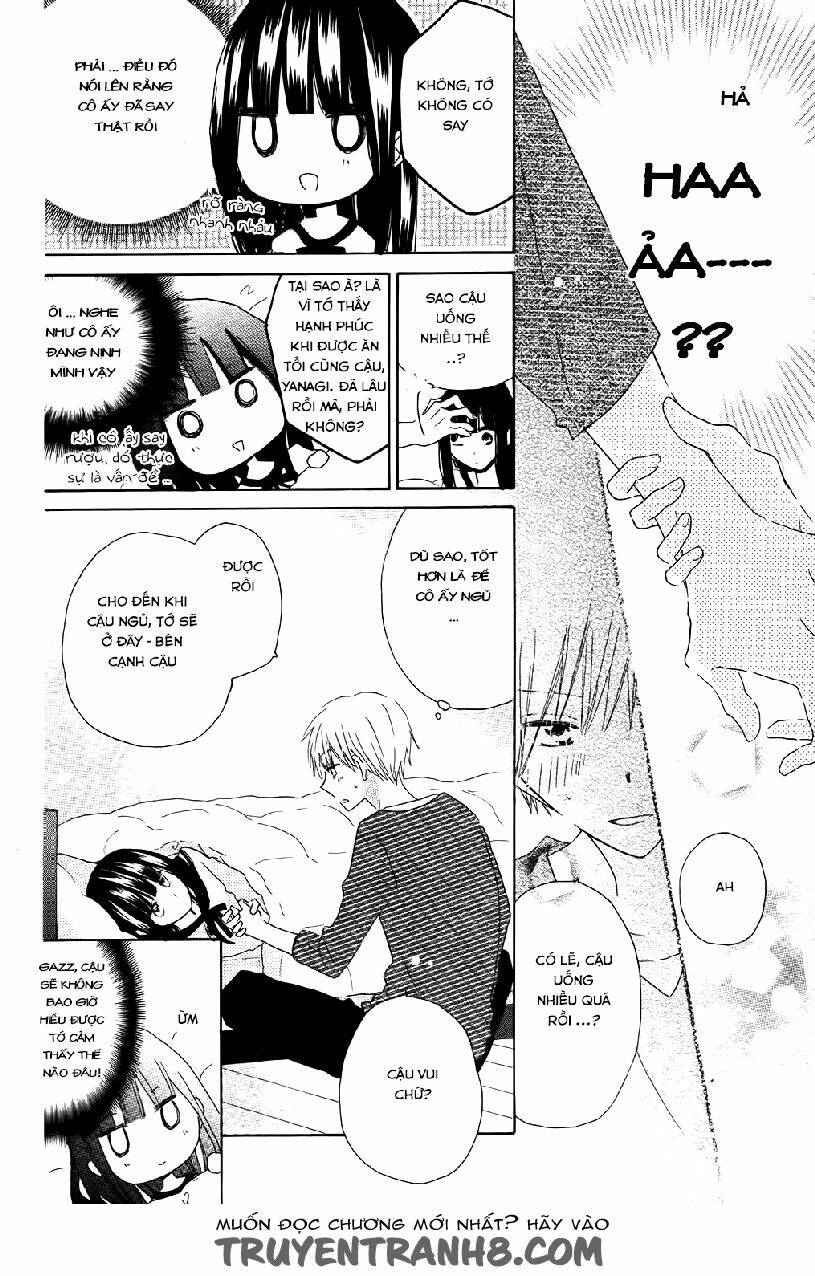 HẢ
HAA
ẢA---
??
AH
CÓ LẼ, CẬU
UỐNG
NHIỀU QUÁ
RỒI ...?
KHÔNG, TỚ
KHÔNG CÓ
SAY
PHẢI ... ĐIỀU ĐÓ
NÓI LÊN RẰNG
CÔ ẤY ĐÃ SAY
THẬT RỒI
rõ ràng,
nhanh nhảu
SAO CẬU
UỐNG
NHIỀU THẾ
..?
TẠI SAO À? LÀ
VÌ TỚ THẤY
HẠNH PHÚC
KHI ĐƯỢC ĂN
TỐI CÙNG CẬU,
YANAGI. ĐÃ LÂU
RỒI MÀ, PHẢI
KHÔNG?
ÔI ... NGHE
NHƯ CÔ ẤY
ĐANG NỊNH
MÌNH VẬY
khi cô ấy say
rượu, đó thực
sự là vấn đề ..
DÙ SAO, TỐT
HƠN LÀ ĐỂ
CÔ ẤY NGỦ
...
ĐƯỢC
RỒI
CHO ĐẾN KHI
CẬU NGỦ, TỚ SẼ
Ở ĐÂY - BÊN
CẠNH CẬU
CẬU VUI
CHỨ?
ỪM
GAZZ, CẬU
SẼ KHÔNG
BAO GIỜ
HIỂU ĐƯỢC
TỚ CẢM
THẤY THẾ
NÀO ĐÂU!
MUỐN ĐỌC CHƯƠNG MỚI NHẤT? HÃY VÀO
TRUYENTRANH8.COM